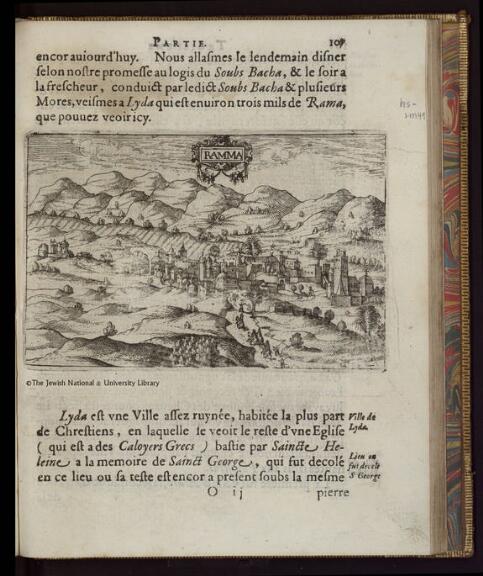 PARTIE. 107
encor auiourd'huy. Nous allaſmes le lendemain diſner
ſelon noſtre promeſſe au logis du Soubs Bacha, & le ſoir a
la freſcheur, conduict par ledict Soubs Bacha & pluſieurs
Mores, veiſmes a Lyda qui eſt enuiron trois mils de Rama,
que pouuez veoir icy.
RAMMA
©The Jewish National & University Library
Lyda eſt vne Ville aſſez ruynée, habitée la plus part
de Chreſtiens, en laquelle ſe veoit le reſte d'vne Egliſe
( qui eſt a des Caloyers Grecs ) baſtie par Saincte He-
leine a la memoire de Sainct George, qui fut decolé
en ce lieu ou ſa teſte eſt encor a preſent ſoubs la meſme
Ville de
Lyda.
Lieu ou
fut decolé
S. George
O ij pierre